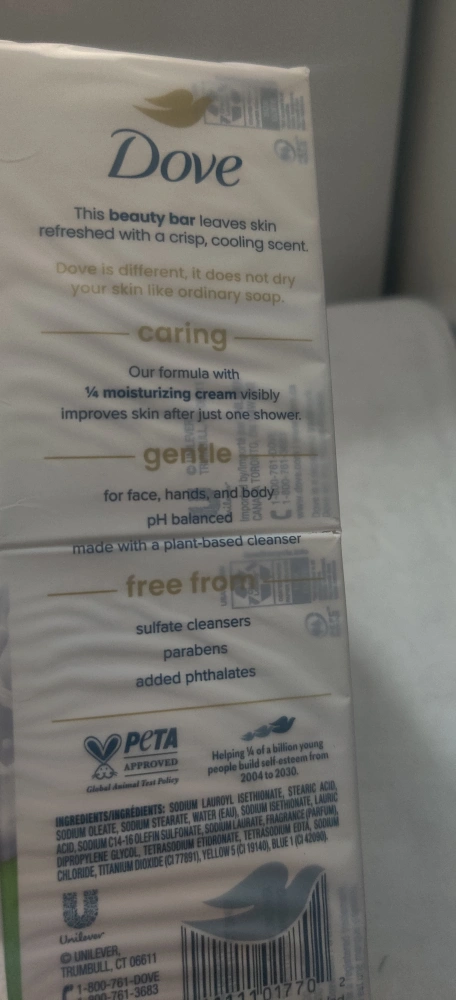 Dove
This beauty bar leaves skin
refreshed with a crisp, cooling scent.
Dove is different, it does not dry
your skin like ordinary soap.
caring
Our formula with
¼ moisturizing cream visibly
improves skin after just one shower.
gentle
for face, hands, and body
pH balanced
made with a plant-based cleanser
free from
sulfate cleansers
parabens
added phthalates
PETA
APPROVED
Global Animal Test Policy
Helping ¼ of a billion young
people build self-esteem from
2004 to 2030.
INGREDIENTS/INGRÉDIENTS: SODIUM LAUROYL ISETHIONATE, STEARIC ACID,
SODIUM OLEATE, SODIUM STEARATE, WATER (EAU), SODIUM ISETHIONATE, LAURIC
ACID, SODIUM C14-16 OLEFIN SULFONATE, SODIUM LAURATE, FRAGRANCE (PARFUM),
DIPROPYLENE GLYCOL, TETRASODIUM ETIDRONATE, TETRASODIUM EDTA, SODIUM
CHLORIDE, TITANIUM DIOXIDE (CI 77891), YELLOW 5 (CI 19140), BLUE 1 (CI 42090).
Unilever
© UNILEVER,
TRUMBULL, CT 06611
1-800-761-DOVE
800-761-3683
01770
2